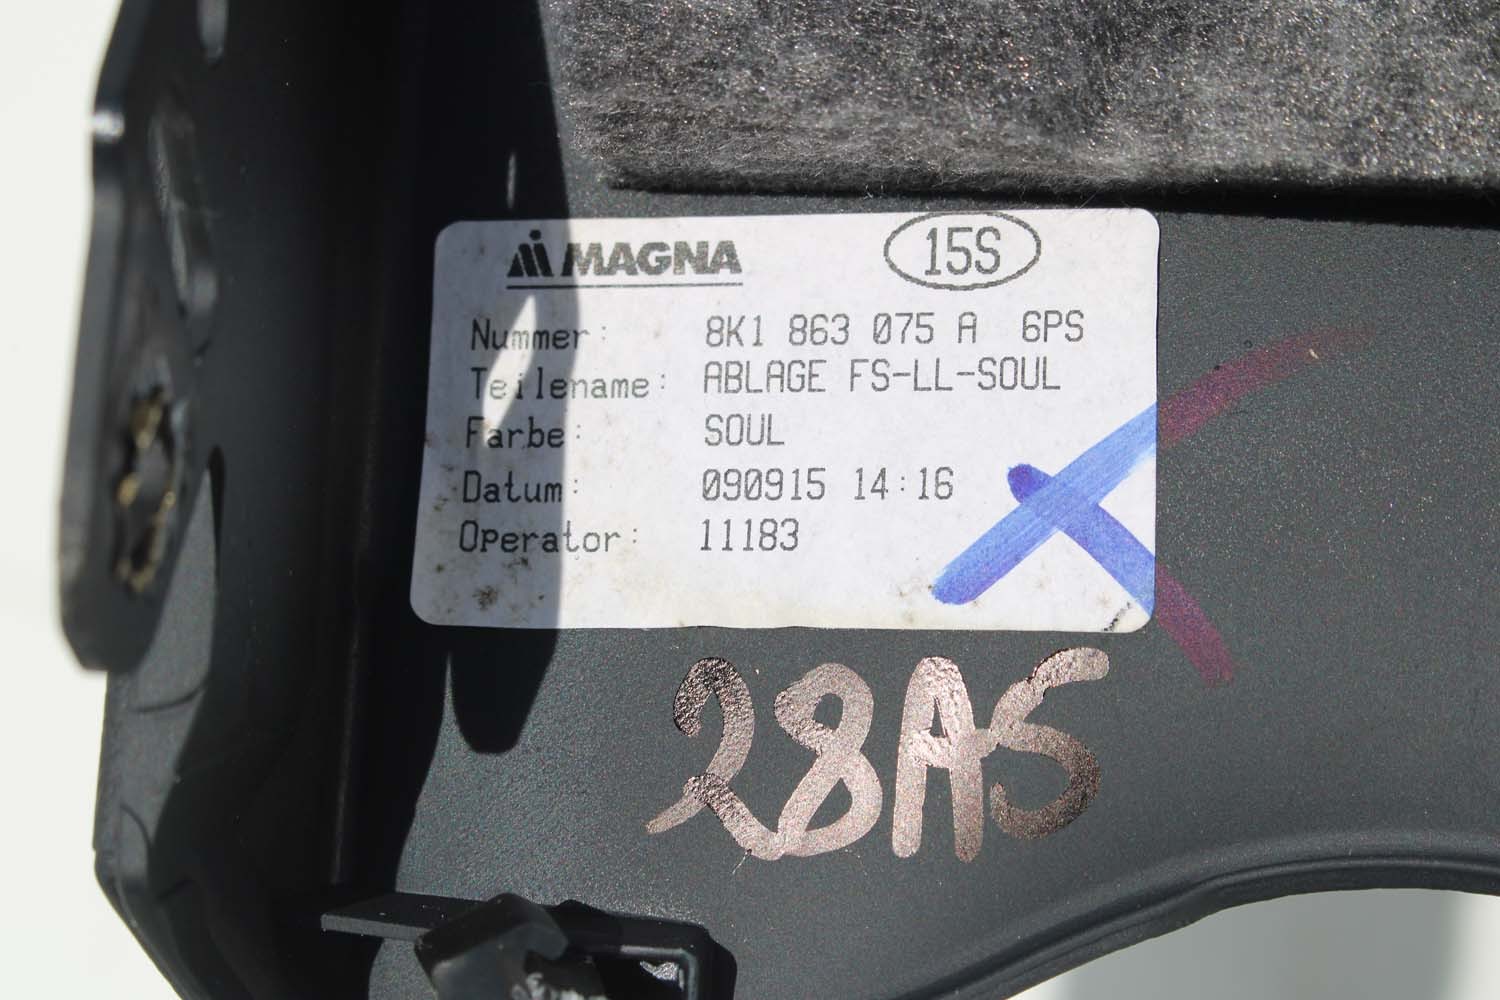 MAGNA 15S
Nummer: 8K1 863 075 A 6PS
Teilename: ABLAGE FS-LL-SOUL
Farbe: SOUL
Datum: 090915 14:16
Operator: 11183
28A5